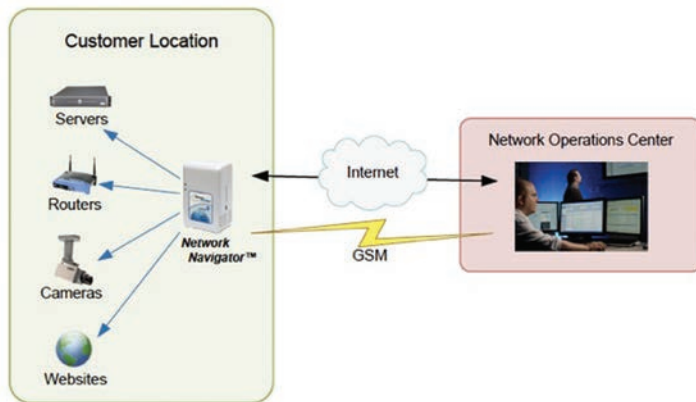 Customer Location
Servers
Routers
Cameras
Websites
Network
Navigator™
Internet
GSM
Network Operations Center